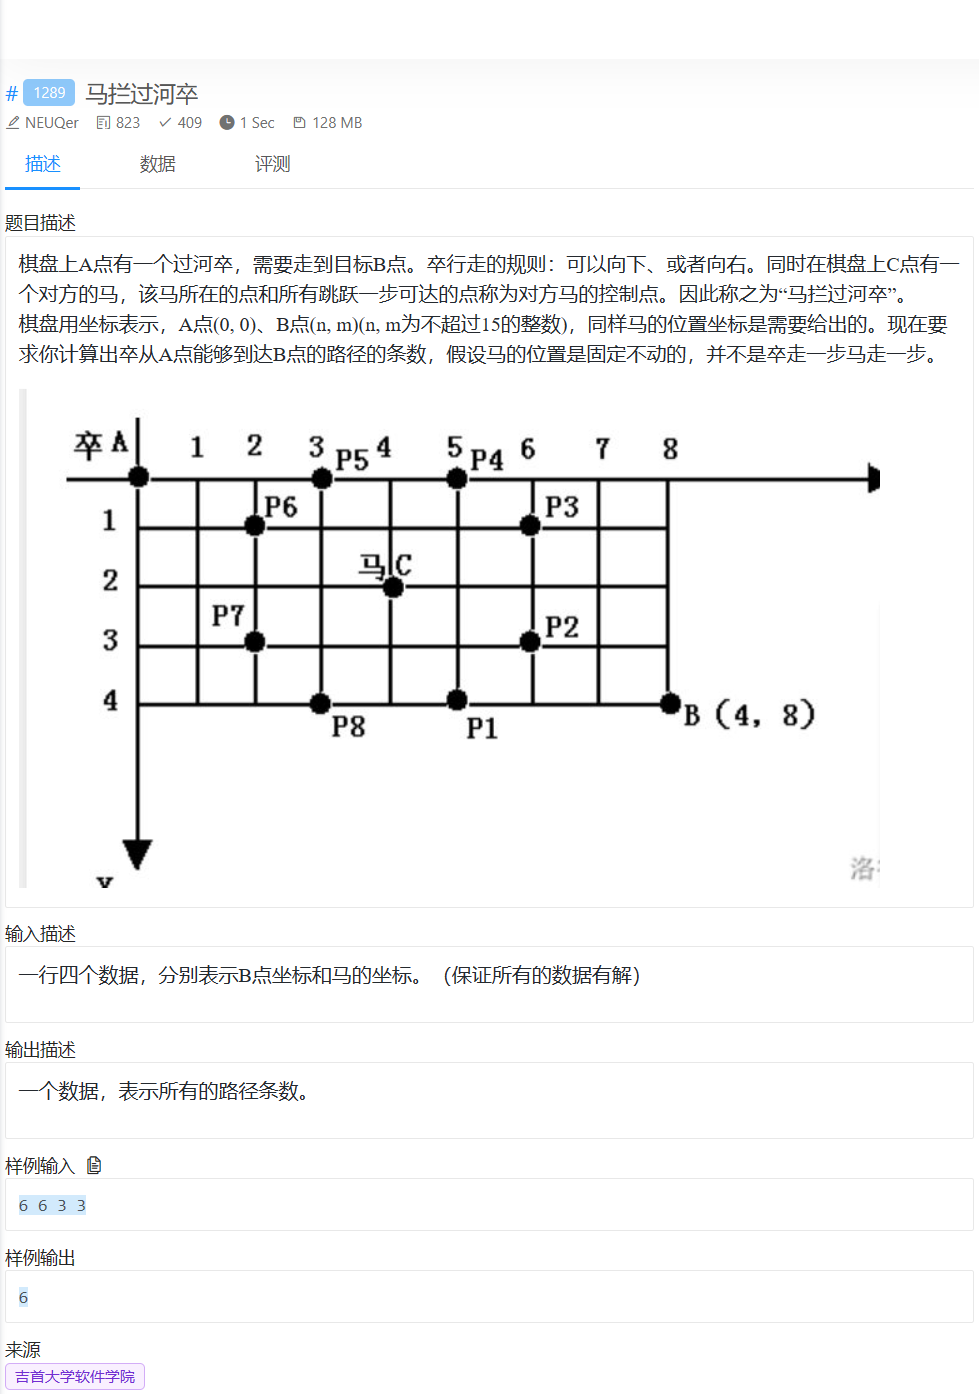 # 1289 马拦过河卒
NEUQer 823 409 1 Sec 128 MB
描述 数据 评测
题目描述
棋盘上A点有一个过河卒，需要走到目标B点。卒行走的规则：可以向下、或者向右。同时在棋盘上C点有一
个对方的马，该马所在的点和所有跳跃一步可达的点称为对方马的控制点。因此称之为“马拦过河卒”。
棋盘用坐标表示，A点(0, 0)、B点(n, m)(n, m为不超过15的整数)，同样马的位置坐标是需要给出的。现在要
求你计算出卒从A点能够到达B点的路径的条数，假设马的位置是固定不动的，并不是卒走一步马走一步。
卒 A 1 2 3 4 5 6 7 8
P5 P4
1 P6 P3
2 马 C
3 P7 P2
4
P8 P1 B (4, 8)
洛
输入描述
一行四个数据，分别表示B点坐标和马的坐标。（保证所有的数据有解）
输出描述
一个数据，表示所有的路径条数。
样例输入
6 6 3 3
样例输出
6
来源
吉首大学软件学院